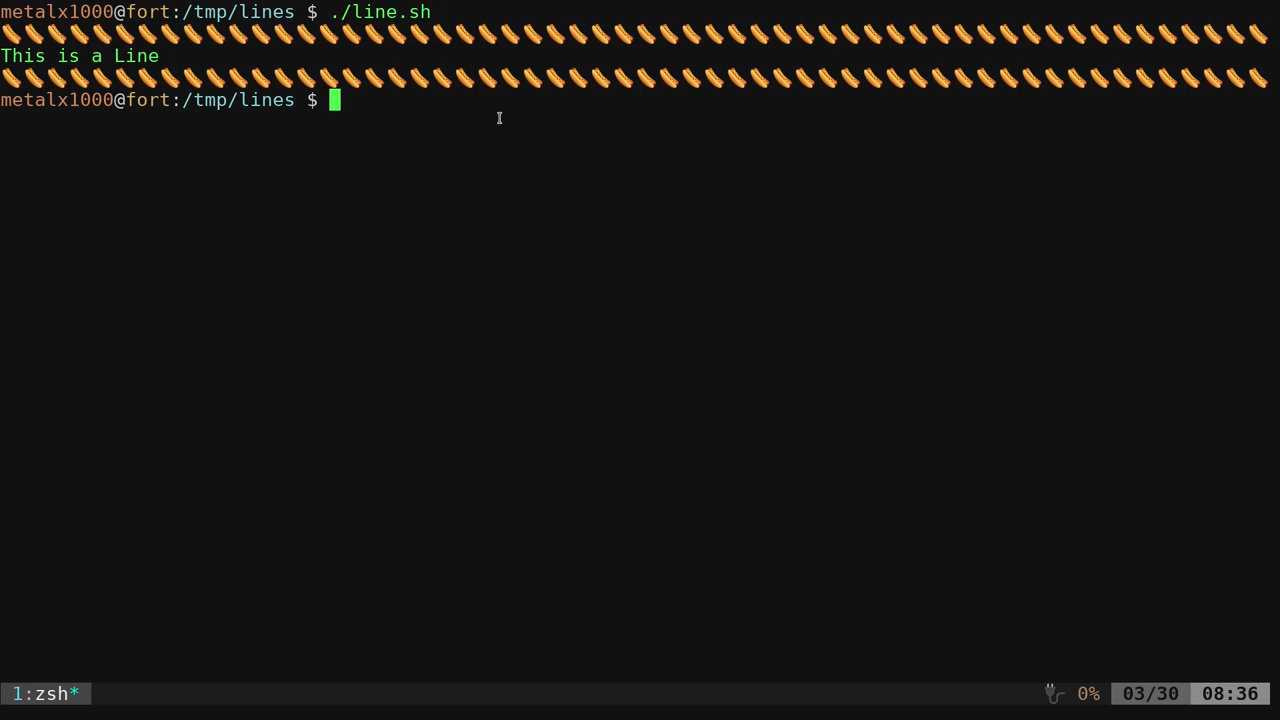 metalx1000@fort:/tmp/lines $ ./line.sh
🌭🌭🌭🌭🌭🌭🌭🌭🌭🌭🌭🌭🌭🌭🌭🌭🌭🌭🌭🌭🌭🌭🌭🌭🌭🌭🌭🌭🌭🌭🌭🌭🌭🌭🌭🌭🌭🌭🌭🌭🌭🌭🌭🌭🌭🌭🌭🌭🌭🌭🌭🌭🌭🌭🌭🌭
This is a Line
🌭🌭🌭🌭🌭🌭🌭🌭🌭🌭🌭🌭🌭🌭🌭🌭🌭🌭🌭🌭🌭🌭🌭🌭🌭🌭🌭🌭🌭🌭🌭🌭🌭🌭🌭🌭🌭🌭🌭🌭🌭🌭🌭🌭🌭🌭🌭🌭🌭🌭🌭🌭🌭🌭🌭🌭
metalx1000@fort:/tmp/lines $
1:zsh* 0% 03/30 08:36